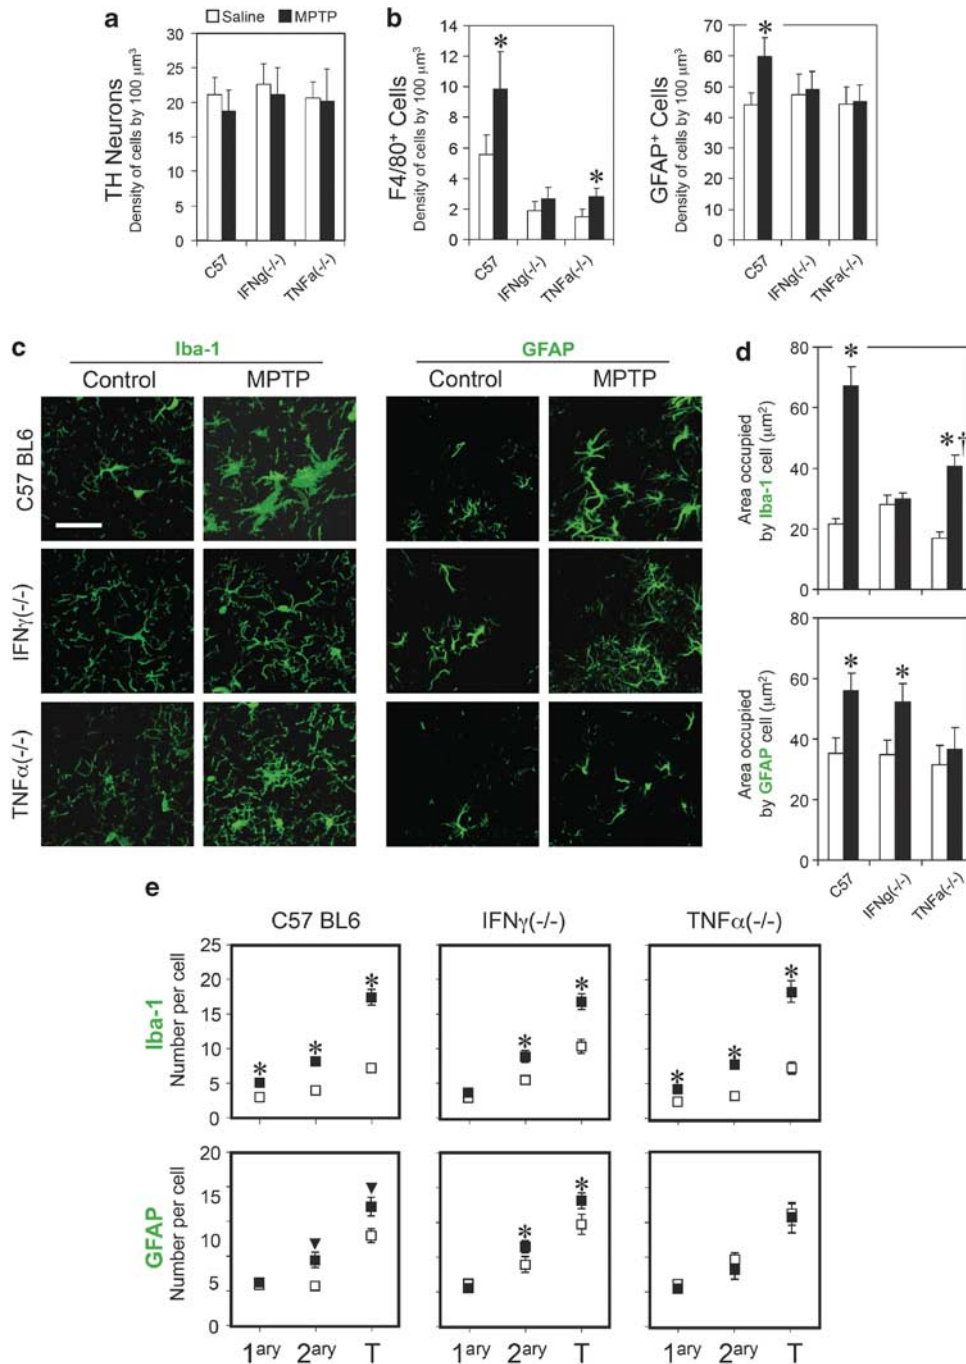 a
Saline MPTP
30
25
20
15
10
5
0
TH Neurons
Density of cells by 100 μm³
C57
IFNg(-/-)
TNFa(-/-)
b
14
12
10
8
6
4
2
0
F4/80⁺ Cells
Density of cells by 100 μm³
*
*
C57
IFNg(-/-)
TNFa(-/-)
70
60
50
40
30
20
10
0
GFAP⁺ Cells
Density of cells by 100 μm³
*
C57
IFNg(-/-)
TNFa(-/-)
c
Iba-1
GFAP
Control MPTP Control MPTP
C57 BL6
IFNγ(-/-)
TNFα(-/-)
d
80
60
40
20
0
Area occupied
by Iba-1 cell (μm²)
*
*†
80
60
40
20
0
Area occupied
by GFAP cell (μm²)
*
*
C57
IFNg(-/-)
TNFa(-/-)
e
C57 BL6 IFNγ(-/-) TNFα(-/-)
Iba-1
Number per cell
25
20
15
10
5
0
* * *
* *
* * *
GFAP
Number per cell
20
15
10
5
0
* *
1ary 2ary T 1ary 2ary T 1ary 2ary T